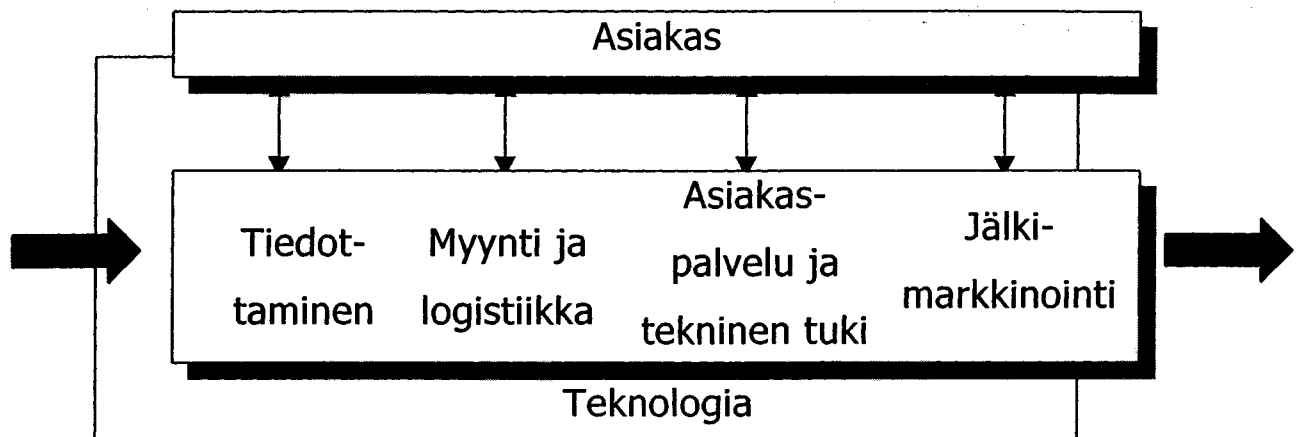 Asiakas
Tiedot-
taminen
Myynti ja
logistiikka
Asiakas-
palvelu ja
tekninen tuki
Jälki-
markkinointi
Teknologia